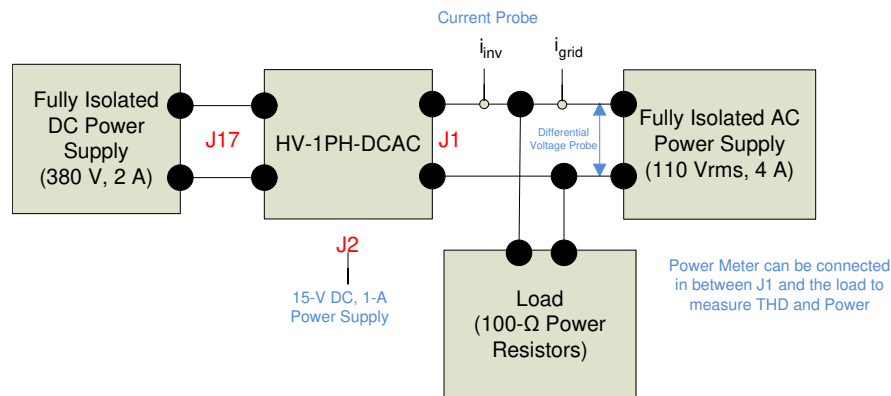 Current Probe
iinv
igrid
Fully Isolated
DC Power
Supply
(380 V, 2 A)
J17
HV-1PH-DCAC
J1
Differential
Voltage Probe
Fully Isolated AC
Power Supply
(110 Vrms, 4 A)
J2
15-V DC, 1-A
Power Supply
Load
(100-Ω Power
Resistors)
Power Meter can be connected
in between J1 and the load to
measure THD and Power